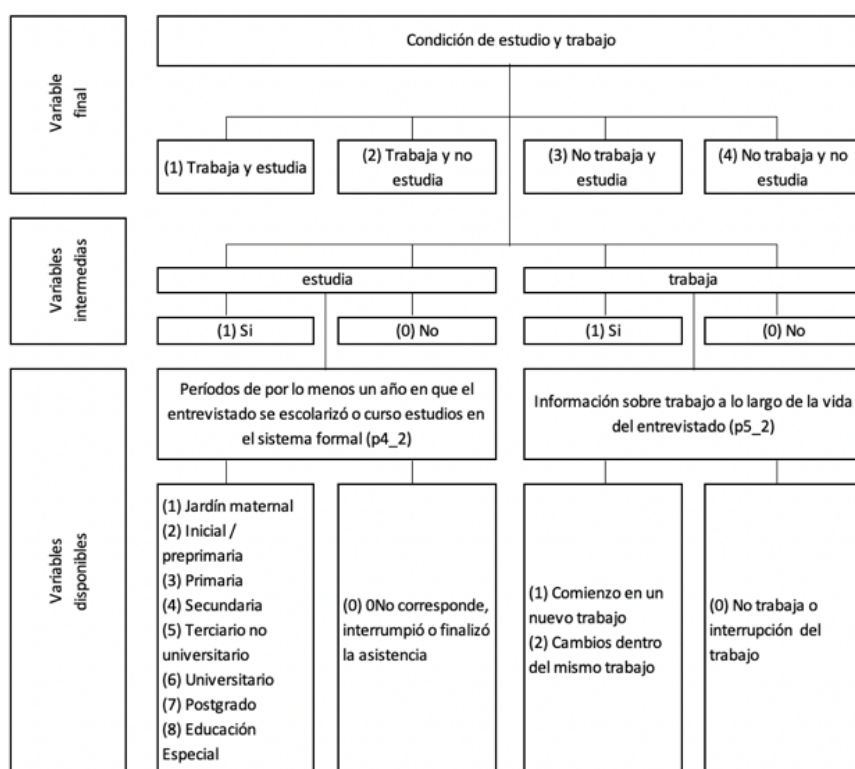 Variable
final
Condición de estudio y trabajo
(1) Trabaja y estudia
(2) Trabaja y no
estudia
(3) No trabaja y
estudia
(4) No trabaja y no
estudia
Variables
intermedias
estudia
trabaja
(1) Si
(0) No
(1) Si
(0) No
Variables
disponibles
Períodos de por lo menos un año en que el
entrevistado se escolarizó o curso estudios en
el sistema formal (p4_2)
Información sobre trabajo a lo largo de la vida
del entrevistado (p5_2)
(1) Jardín maternal
(2) Inicial /
preprimaria
(3) Primaria
(4) Secundaria
(5) Terciario no
universitario
(6) Universitario
(7) Postgrado
(8) Educación
Especial
(0) 0No corresponde,
interrumpió o finalizó
la asistencia
(1) Comienzo en un
nuevo trabajo
(2) Cambios dentro
del mismo trabajo
(0) No trabaja o
interrupción del
trabajo